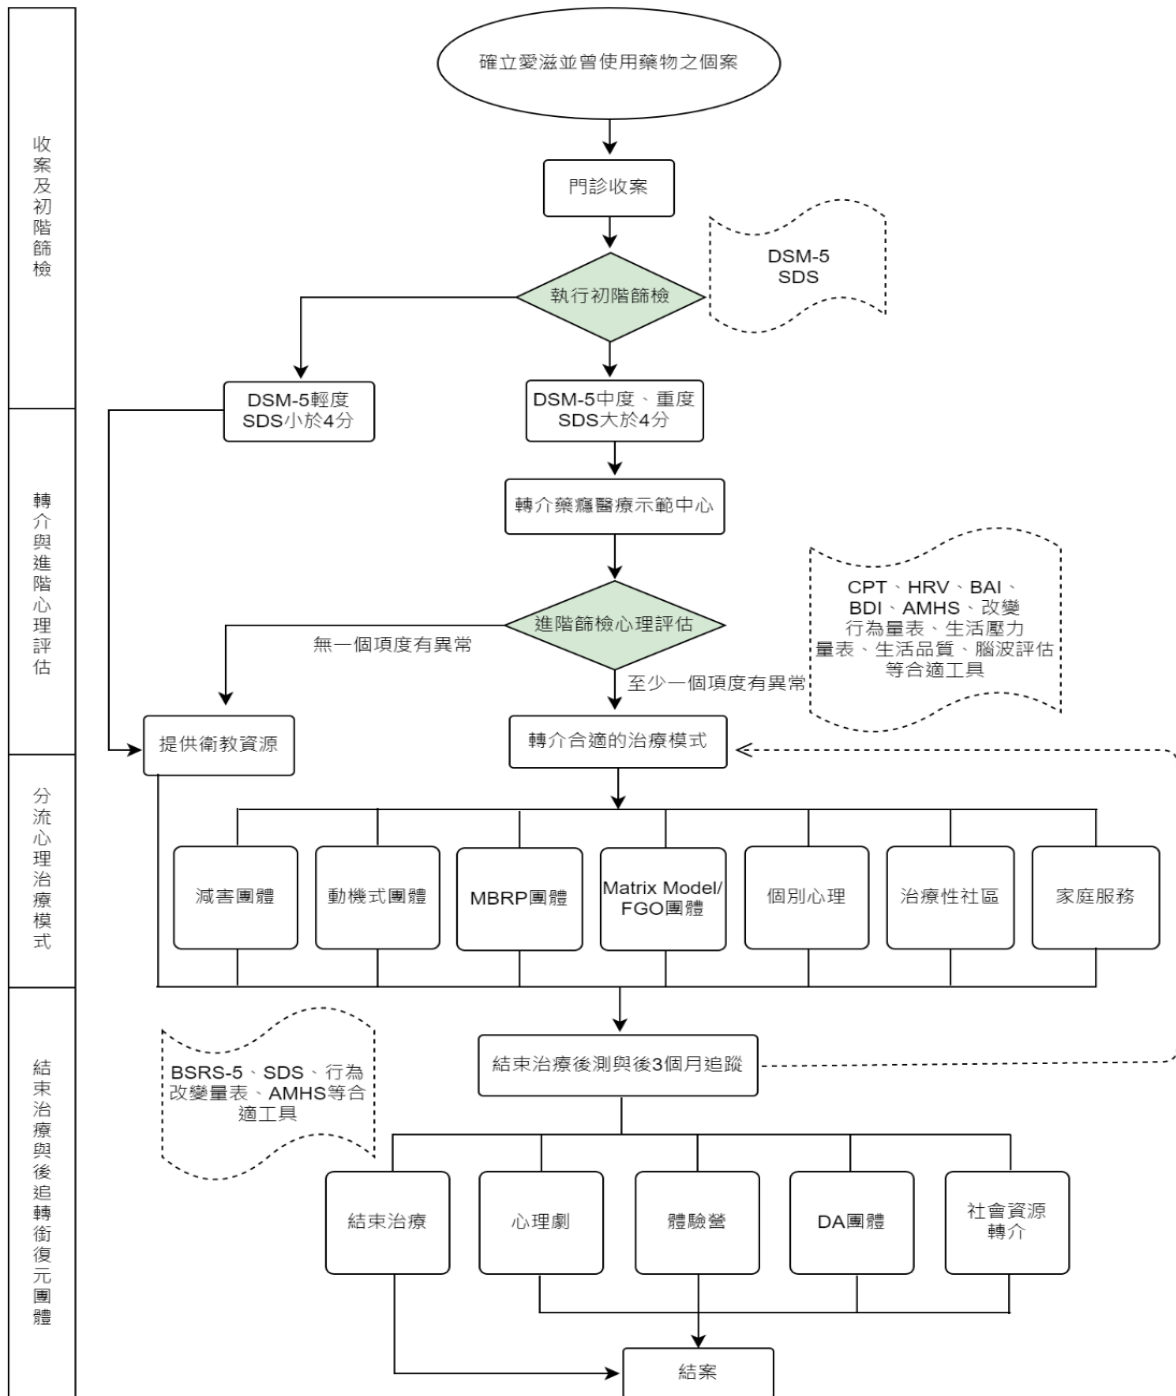 收案及初階篩檢
確立愛滋並曾使用藥物之個案
門診收案
DSM-5
SDS
執行初階篩檢
DSM-5輕度
SDS小於4分
DSM-5中度、重度
SDS大於4分
轉介與進階心理評估
轉介藥癮醫療示範中心
CPT、HRV、BAI、
BDI、AMHS、改變
行為量表、生活壓力
量表、生活品質、腦波評估
等合適工具
進階篩檢心理評估
無一個項度有異常
至少一個項度有異常
提供衛教資源
轉介合適的治療模式
分流心理治療模式
減害團體
動機式團體
MBRP團體
Matrix Model/
FGO團體
個別心理
治療性社區
家庭服務
結束治療與後追轉銜復元團體
BSRS-5、SDS、行為
改變量表、AMHS等合
適工具
結束治療後測與後3個月追蹤
結束治療
心理劇
體驗營
DA團體
社會資源
轉介
結案